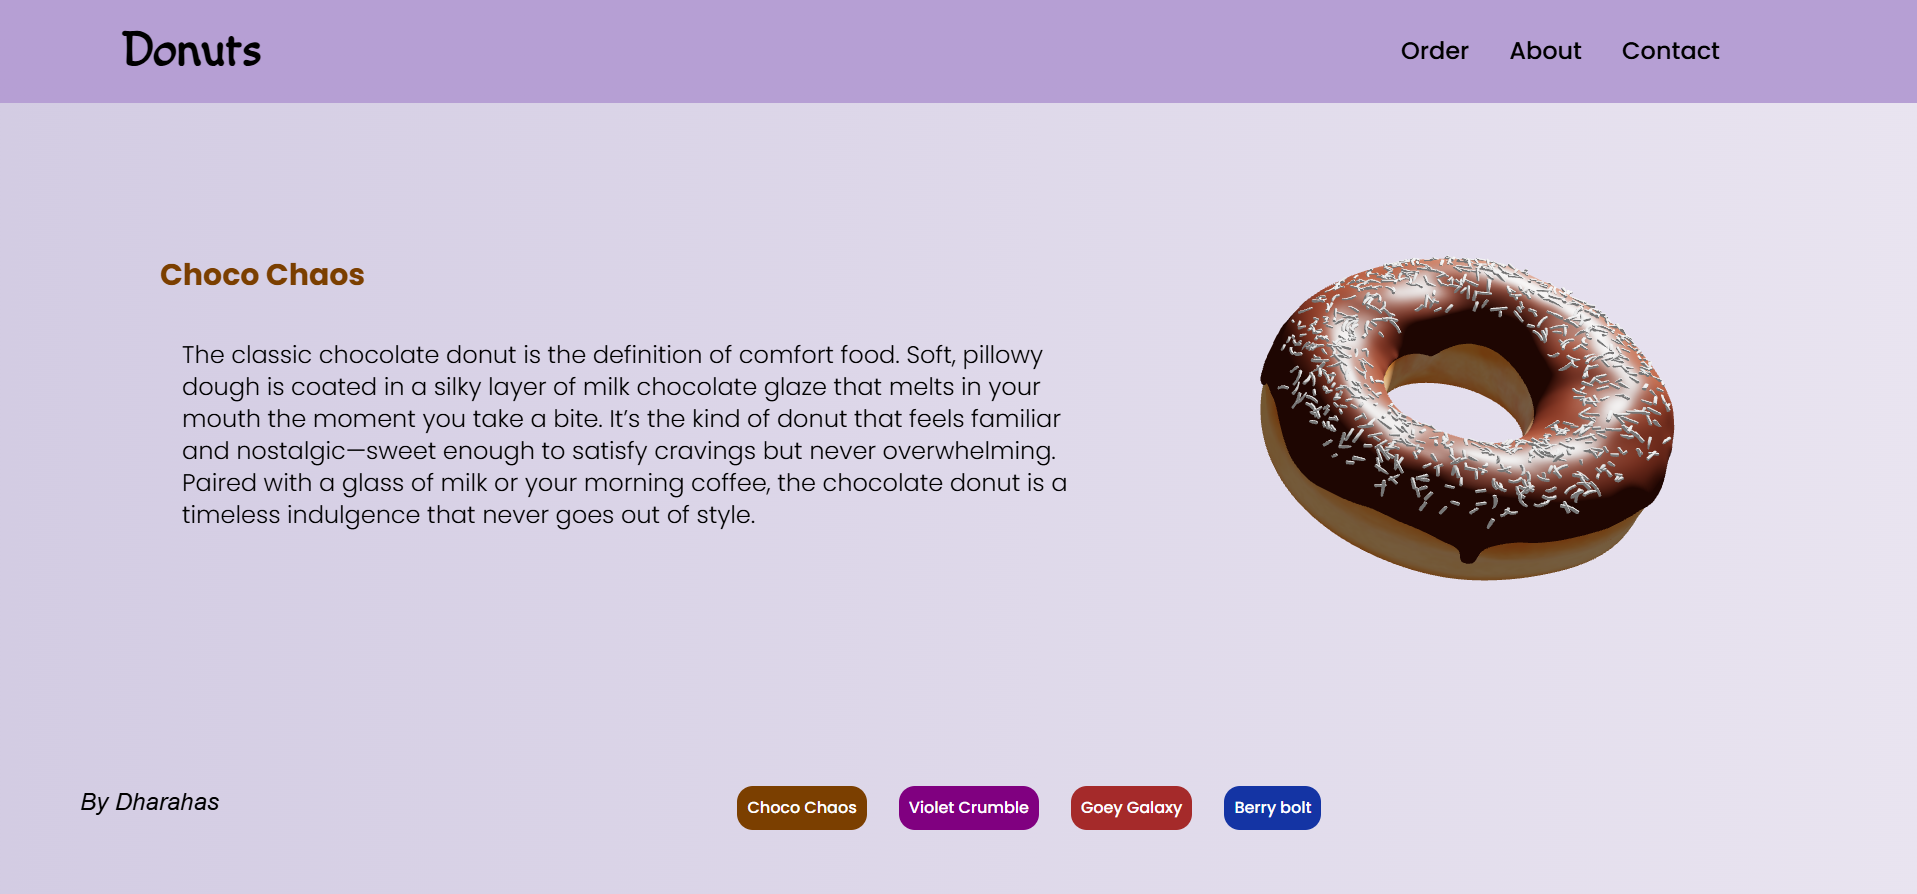 Donuts
Order About Contact
Choco Chaos
The classic chocolate donut is the definition of comfort food. Soft, pillowy
dough is coated in a silky layer of milk chocolate glaze that melts in your
mouth the moment you take a bite. It’s the kind of donut that feels familiar
and nostalgic—sweet enough to satisfy cravings but never overwhelming.
Paired with a glass of milk or your morning coffee, the chocolate donut is a
timeless indulgence that never goes out of style.
By Dharahas
Choco Chaos Violet Crumble Goey Galaxy Berry bolt